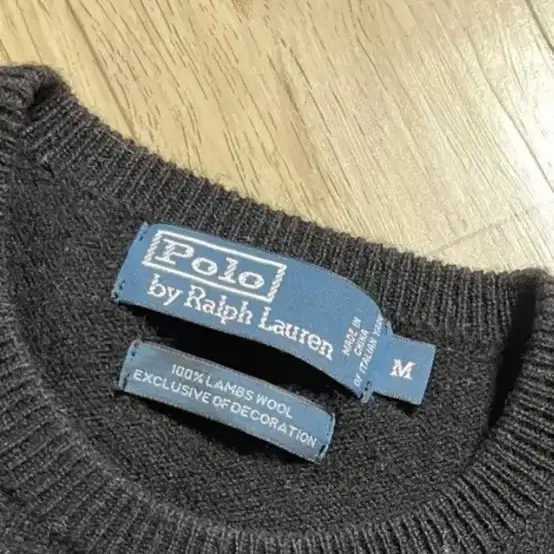 Polo
by Ralph Lauren
MADE IN
CHINA
OF ITALIAN YARN
M
100% LAMBS WOOL
EXCLUSIVE OF DECORATION